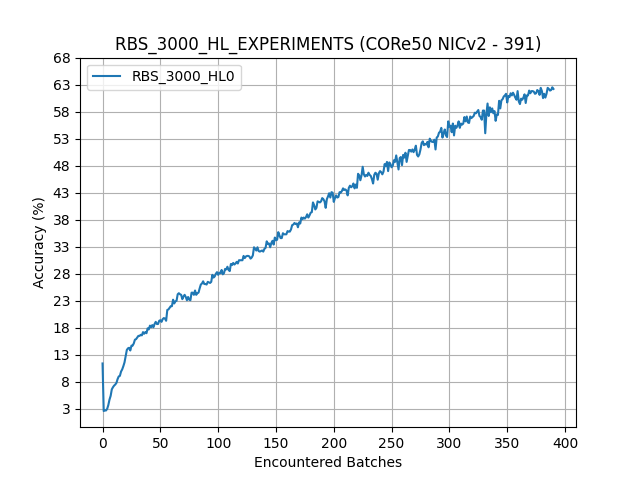 RBS_3000_HL_EXPERIMENTS (CORe50 NICv2 - 391)
RBS_3000_HL0
Accuracy (%)
68
63
58
53
48
43
38
33
28
23
18
13
8
3
0 50 100 150 200 250 300 350 400
Encountered Batches